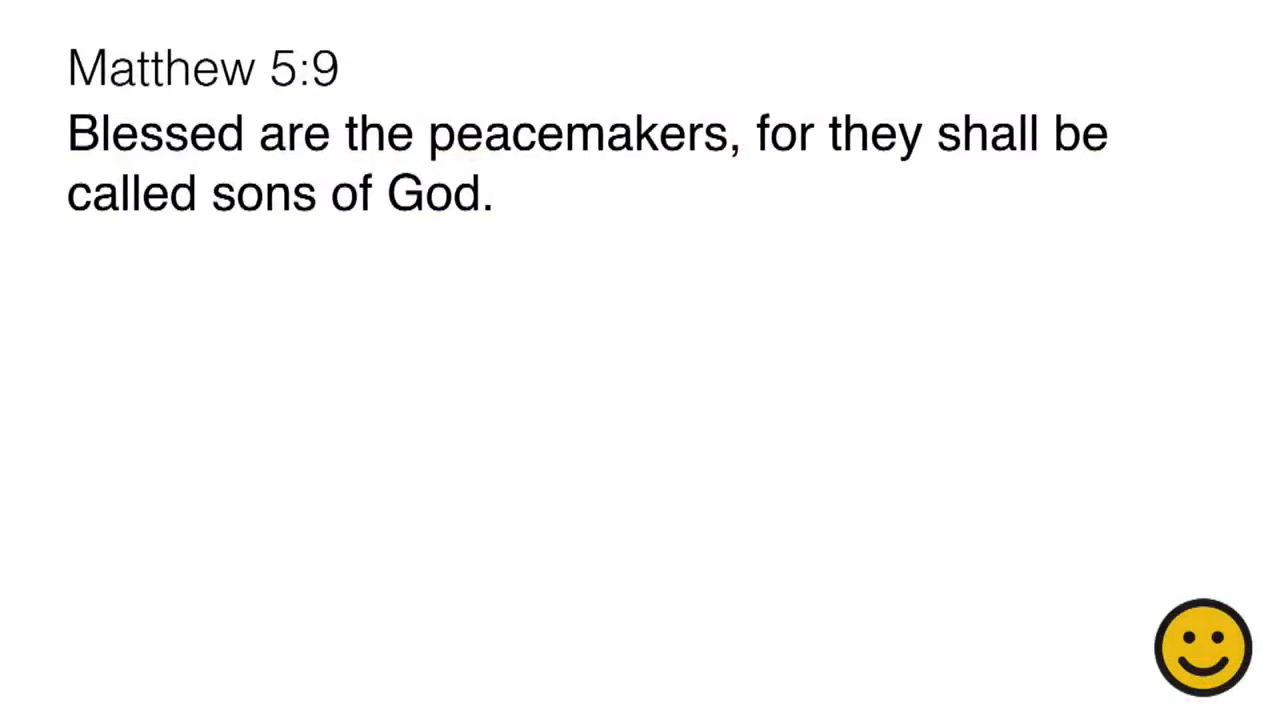 Matthew 5:9
Blessed are the peacemakers, for they shall be
called sons of God.